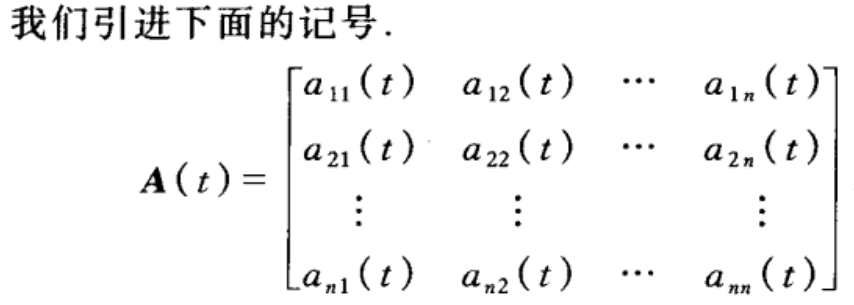 我们引进下面的记号.
a₁₁(t) a₁₂(t) ⋯ a₁ₙ(t)
a₂₁(t) a₂₂(t) ⋯ a₂ₙ(t)
A(t)=
⋮ ⋮ ⋮
aₙ₁(t) aₙ₂(t) ⋯ aₙₙ(t)